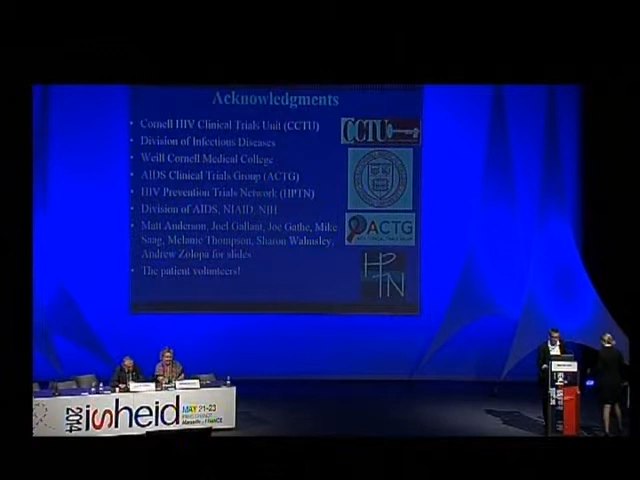 Acknowledgments
• Cornell HIV Clinical Trials Unit (CCTU)
• Division of Infectious Diseases
• Weill Cornell Medical College
• AIDS Clinical Trials Group (ACTG)
• HIV Prevention Trials Network (HPTN)
• Division of AIDS, NIAID, NIH
• Matt Anderson, Joel Gallant, Joe Gathe, Mike
Saag, Melanie Thompson, Sharon Walmsley,
Andrew Zolopa for slides
• The patient volunteers!
CCTU
ACTG
HPTN
2014
isheid
MAY 21-23
Marseille, FRANCE